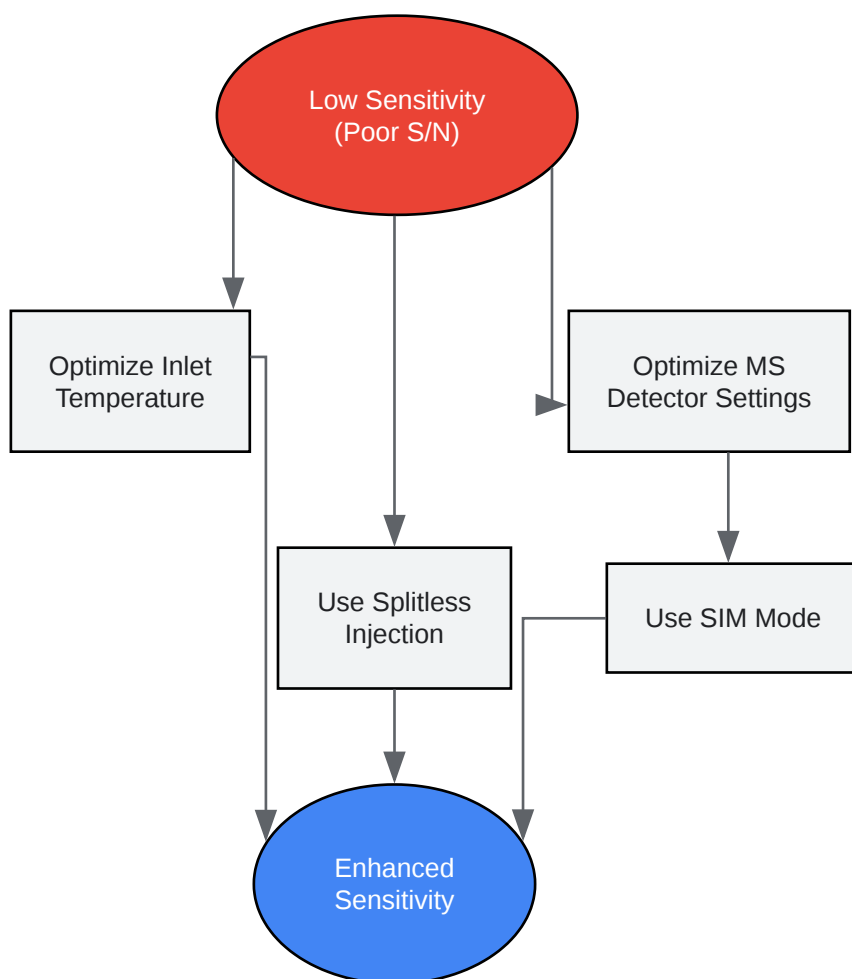 Low Sensitivity
(Poor S/N)
Optimize Inlet
Temperature
Optimize MS
Detector Settings
Use Splitless
Injection
Use SIM Mode
Enhanced
Sensitivity